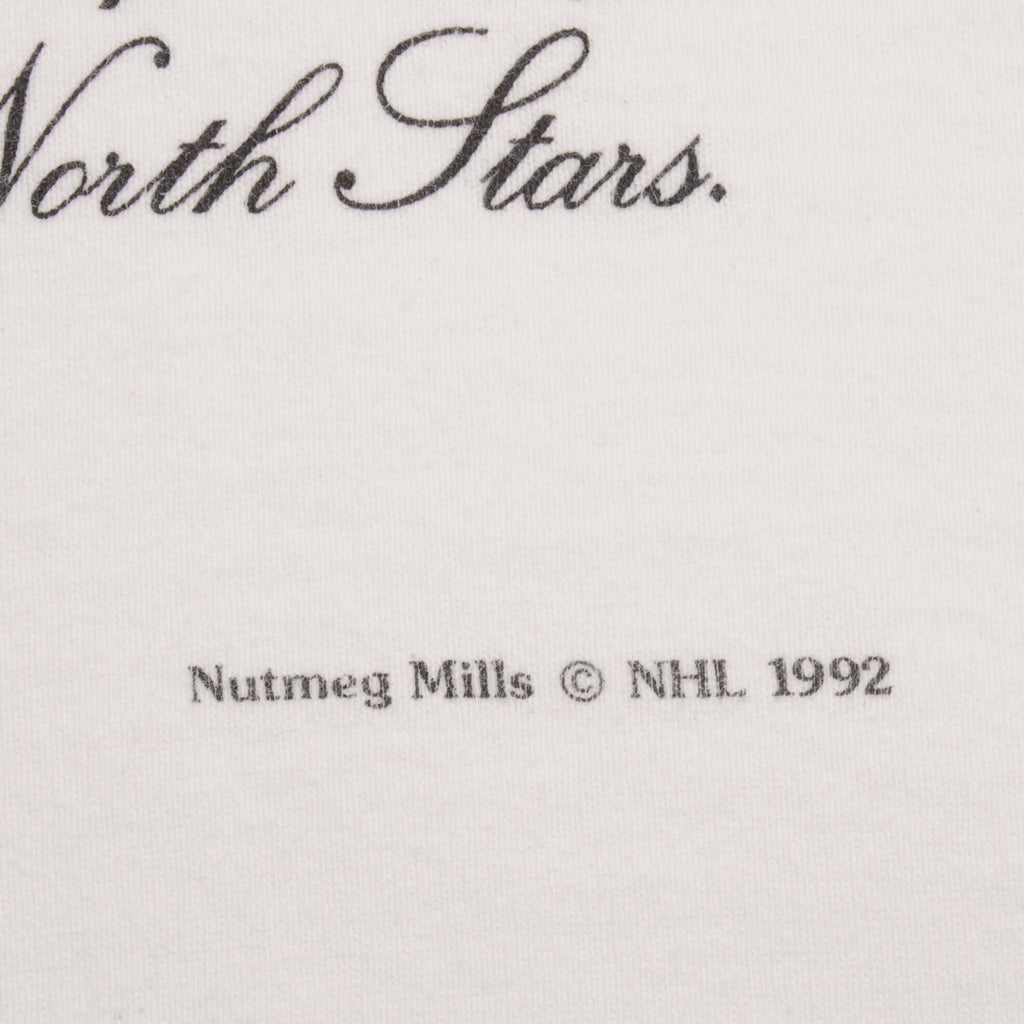 North Stars.
Nutmeg Mills © NHL 1992